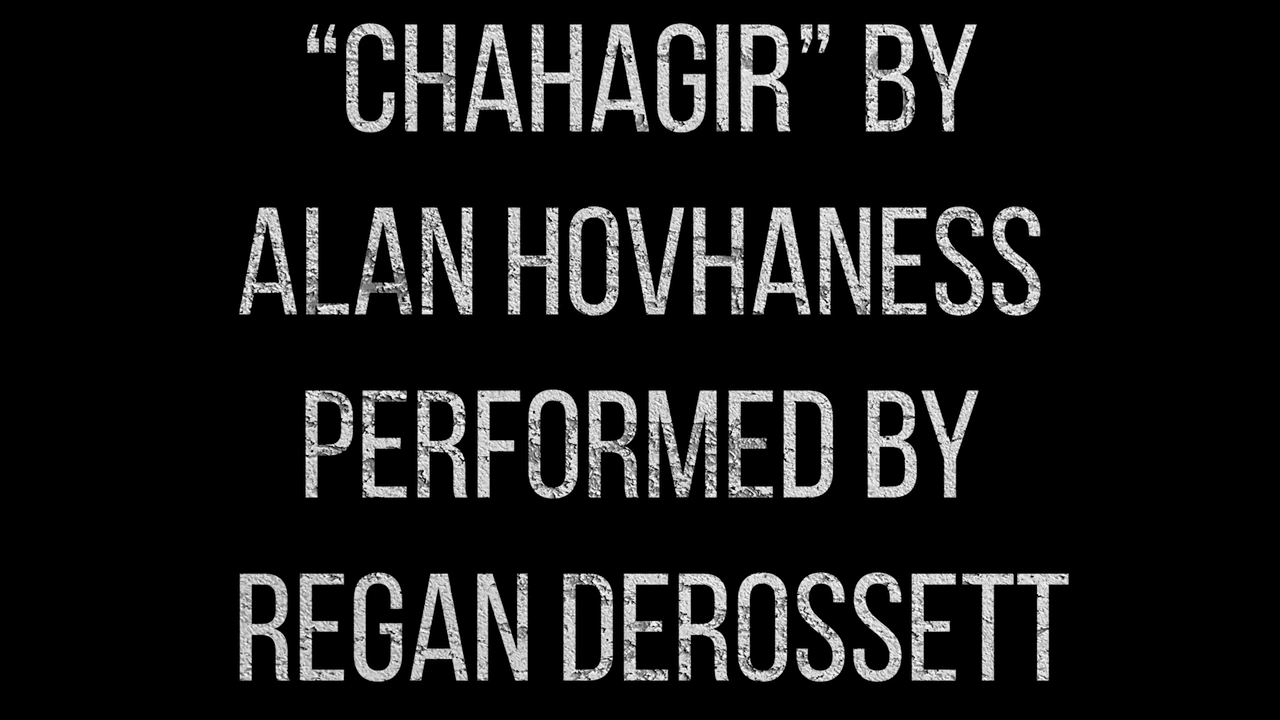 “CHAHAGIR” BY
ALAN HOVHANESS
PERFORMED BY
REGAN DEROSSETT